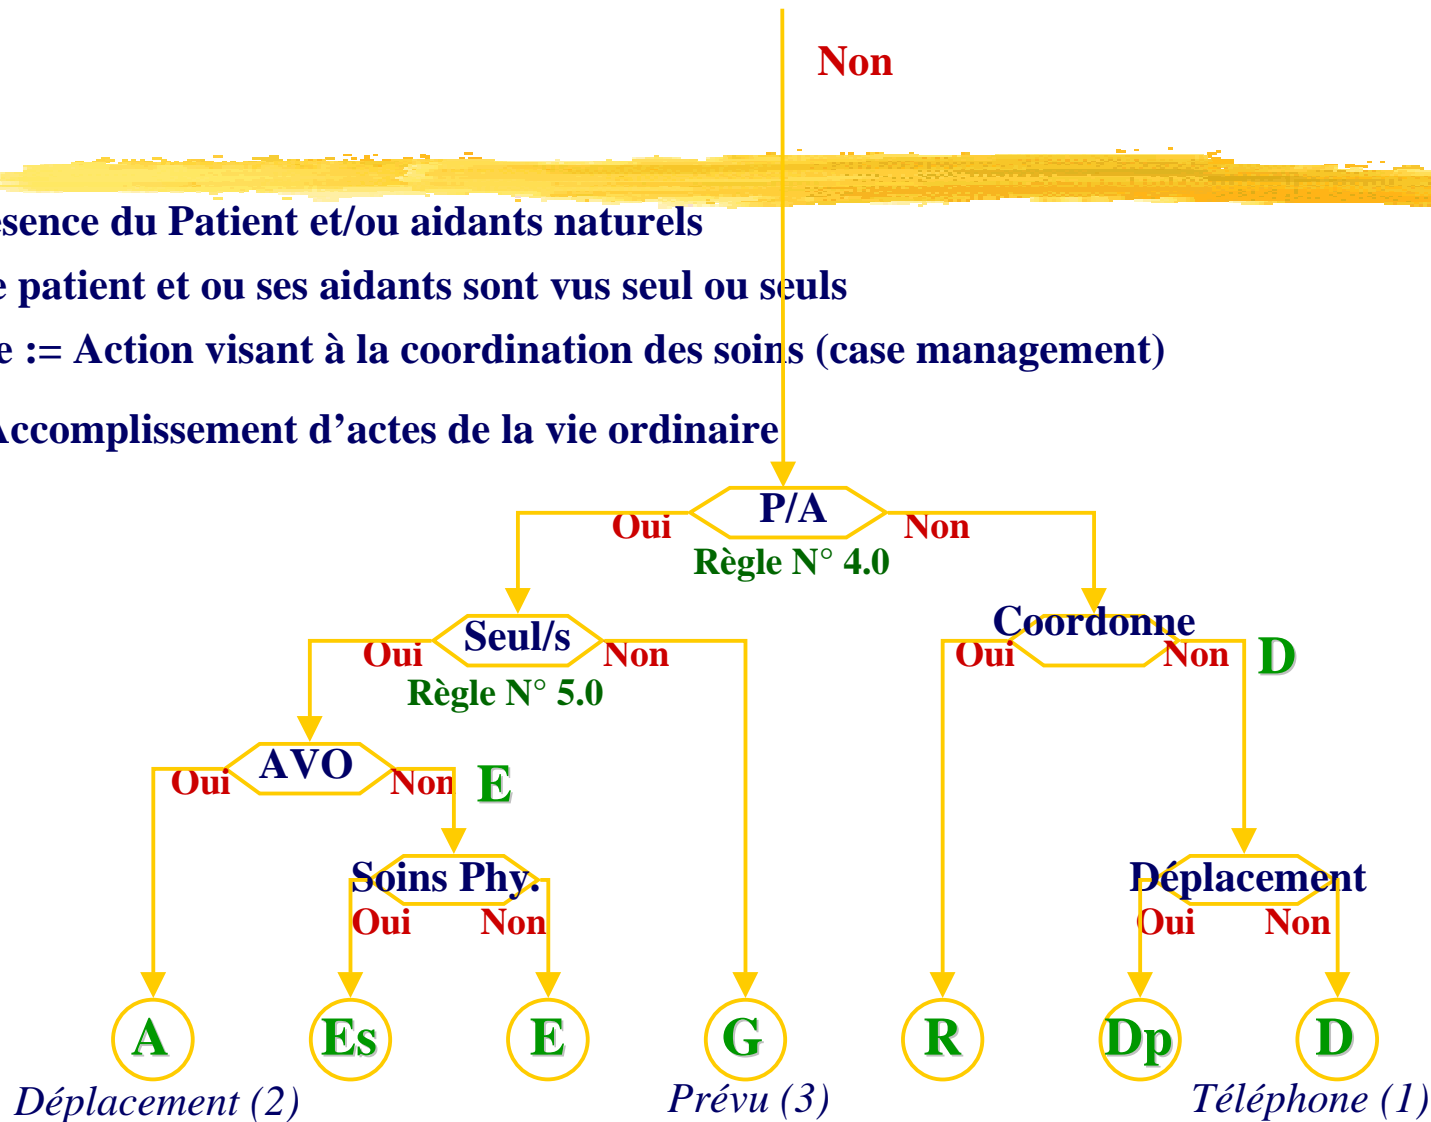 Non
sence du Patient et/ou aidants naturels
e patient et ou ses aidants sont vus seul ou seuls
e := Action visant à la coordination des soins (case management)
Accomplissement d’actes de la vie ordinaire
P/A
Oui Non
Règle N° 4.0
Seul/s Coordonne
Oui Non Oui Non D
Règle N° 5.0
AVO
Oui Non E
Soins Phy. Déplacement
Oui Non Oui Non
A Es E G R Dp D
Déplacement (2) Prévu (3) Téléphone (1)